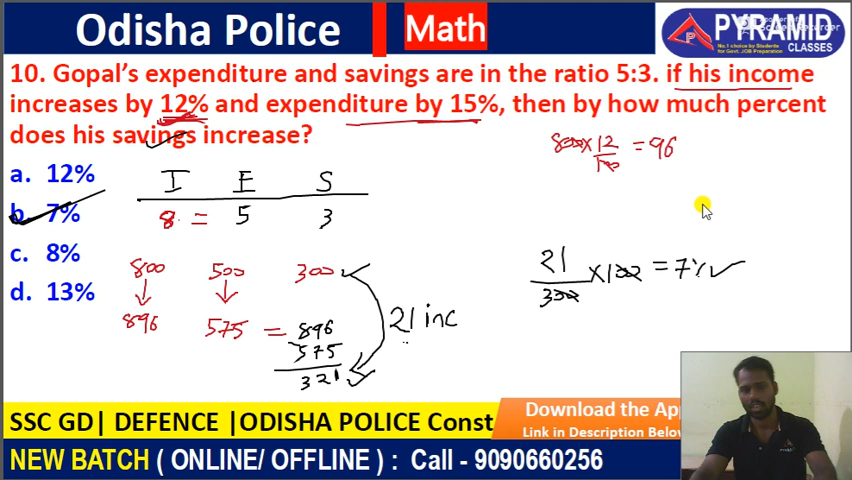 Odisha Police
Math
PYRAMID
CLASSES
No.1 choice by Students
for Govt. JOB Preparation
10. Gopal's expenditure and savings are in the ratio 5:3. if his income
increases by 12% and expenditure by 15%, then by how much percent
does his savings increase?
a. 12%
b. 7%
c. 8%
d. 13%
I E S
8 = 5 3
800 500 300
896 575 = 896
575
321
21 inc
800 × 12/100 = 96
21/300 × 100 = 7%
SSC GD| DEFENCE |ODISHA POLICE Const
Download the Ap
Link in Description Below
NEW BATCH ( ONLINE/ OFFLINE ) : Call - 9090660256